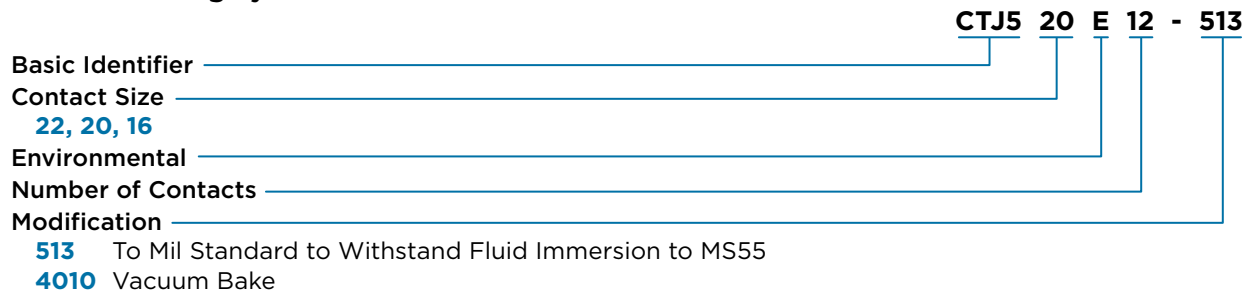 CTJ5 20 E 12 - 513
Basic Identifier
Contact Size
22, 20, 16
Environmental
Number of Contacts
Modification
513 To Mil Standard to Withstand Fluid Immersion to MS55
4010 Vacuum Bake